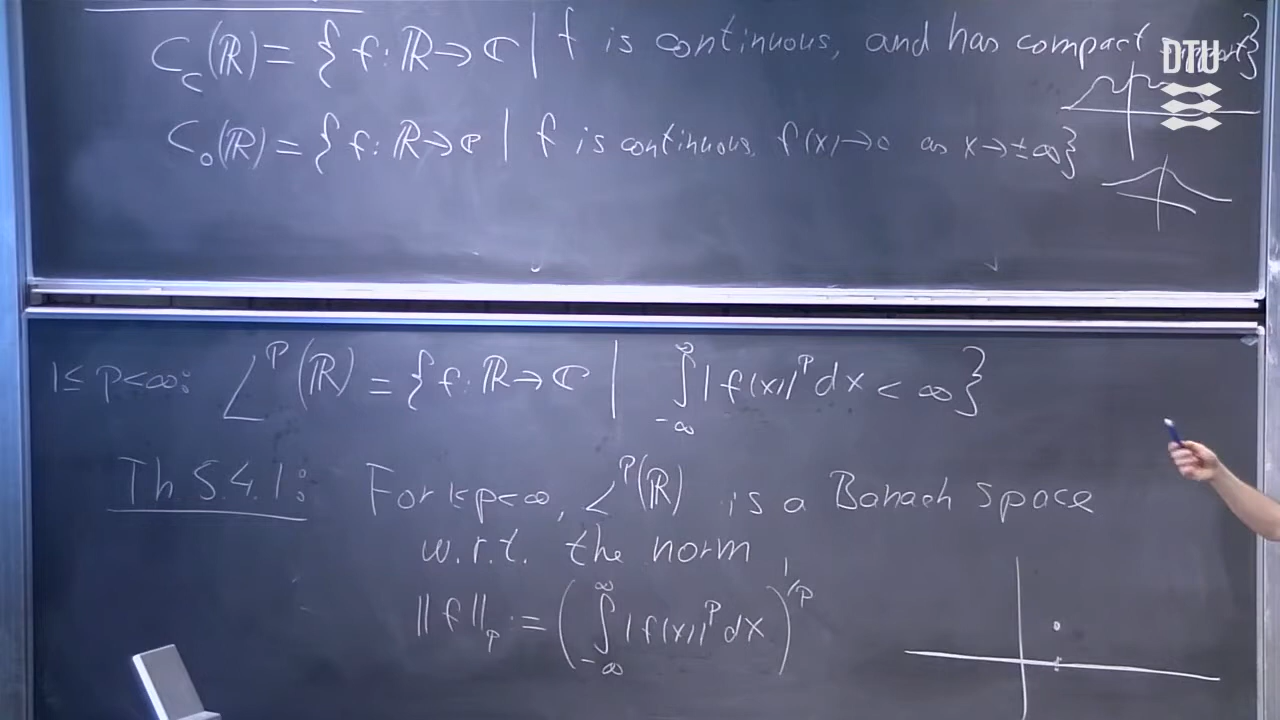 C_c(ℝ) = { f: ℝ→ℂ | f is continuous, and has compact support}
DTU
C_0(ℝ) = { f: ℝ→ℂ | f is continuous, f(x)→0 as x→±∞}
1≤p<∞: L^p(ℝ) = { f: ℝ→ℂ | ∫_{-∞}^{∞} |f(x)|^p dx < ∞}
Th 5.4.1: For 1≤p<∞, L^p(ℝ) is a Banach space
w.r.t. the norm
||f||_p := ( ∫_{-∞}^{∞} |f(x)|^p dx )^{1/p}